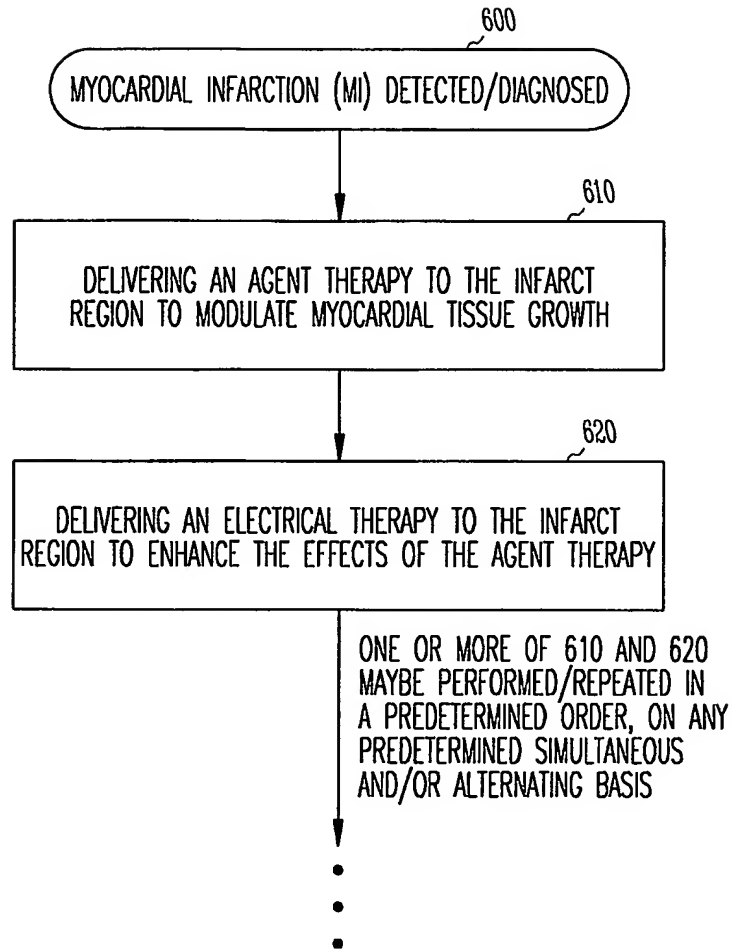 600
MYOCARDIAL INFARCTION (MI) DETECTED/DIAGNOSED
610
DELIVERING AN AGENT THERAPY TO THE INFARCT
REGION TO MODULATE MYOCARDIAL TISSUE GROWTH
620
DELIVERING AN ELECTRICAL THERAPY TO THE INFARCT
REGION TO ENHANCE THE EFFECTS OF THE AGENT THERAPY
ONE OR MORE OF 610 AND 620
MAYBE PERFORMED/REPEATED IN
A PREDETERMINED ORDER, ON ANY
PREDETERMINED SIMULTANEOUS
AND/OR ALTERNATING BASIS